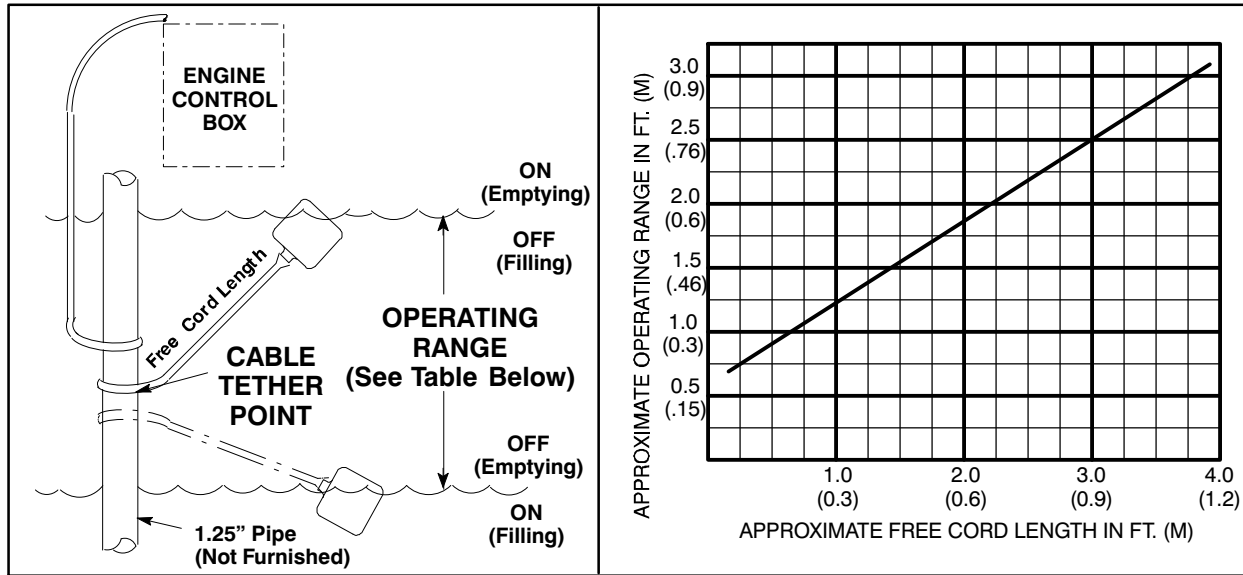 ENGINE
CONTROL
BOX
ON
(Emptying)
OFF
(Filling)
Free Cord Length
OPERATING
RANGE
(See Table Below)
CABLE
TETHER
POINT
OFF
(Emptying)
ON
(Filling)
1.25” Pipe
(Not Furnished)
APPROXIMATE OPERATING RANGE IN FT. (M)
3.0
(0.9)
2.5
(.76)
2.0
(0.6)
1.5
(.46)
1.0
(0.3)
0.5
(.15)
1.0 2.0 3.0 4.0
(0.3) (0.6) (0.9) (1.2)
APPROXIMATE FREE CORD LENGTH IN FT. (M)